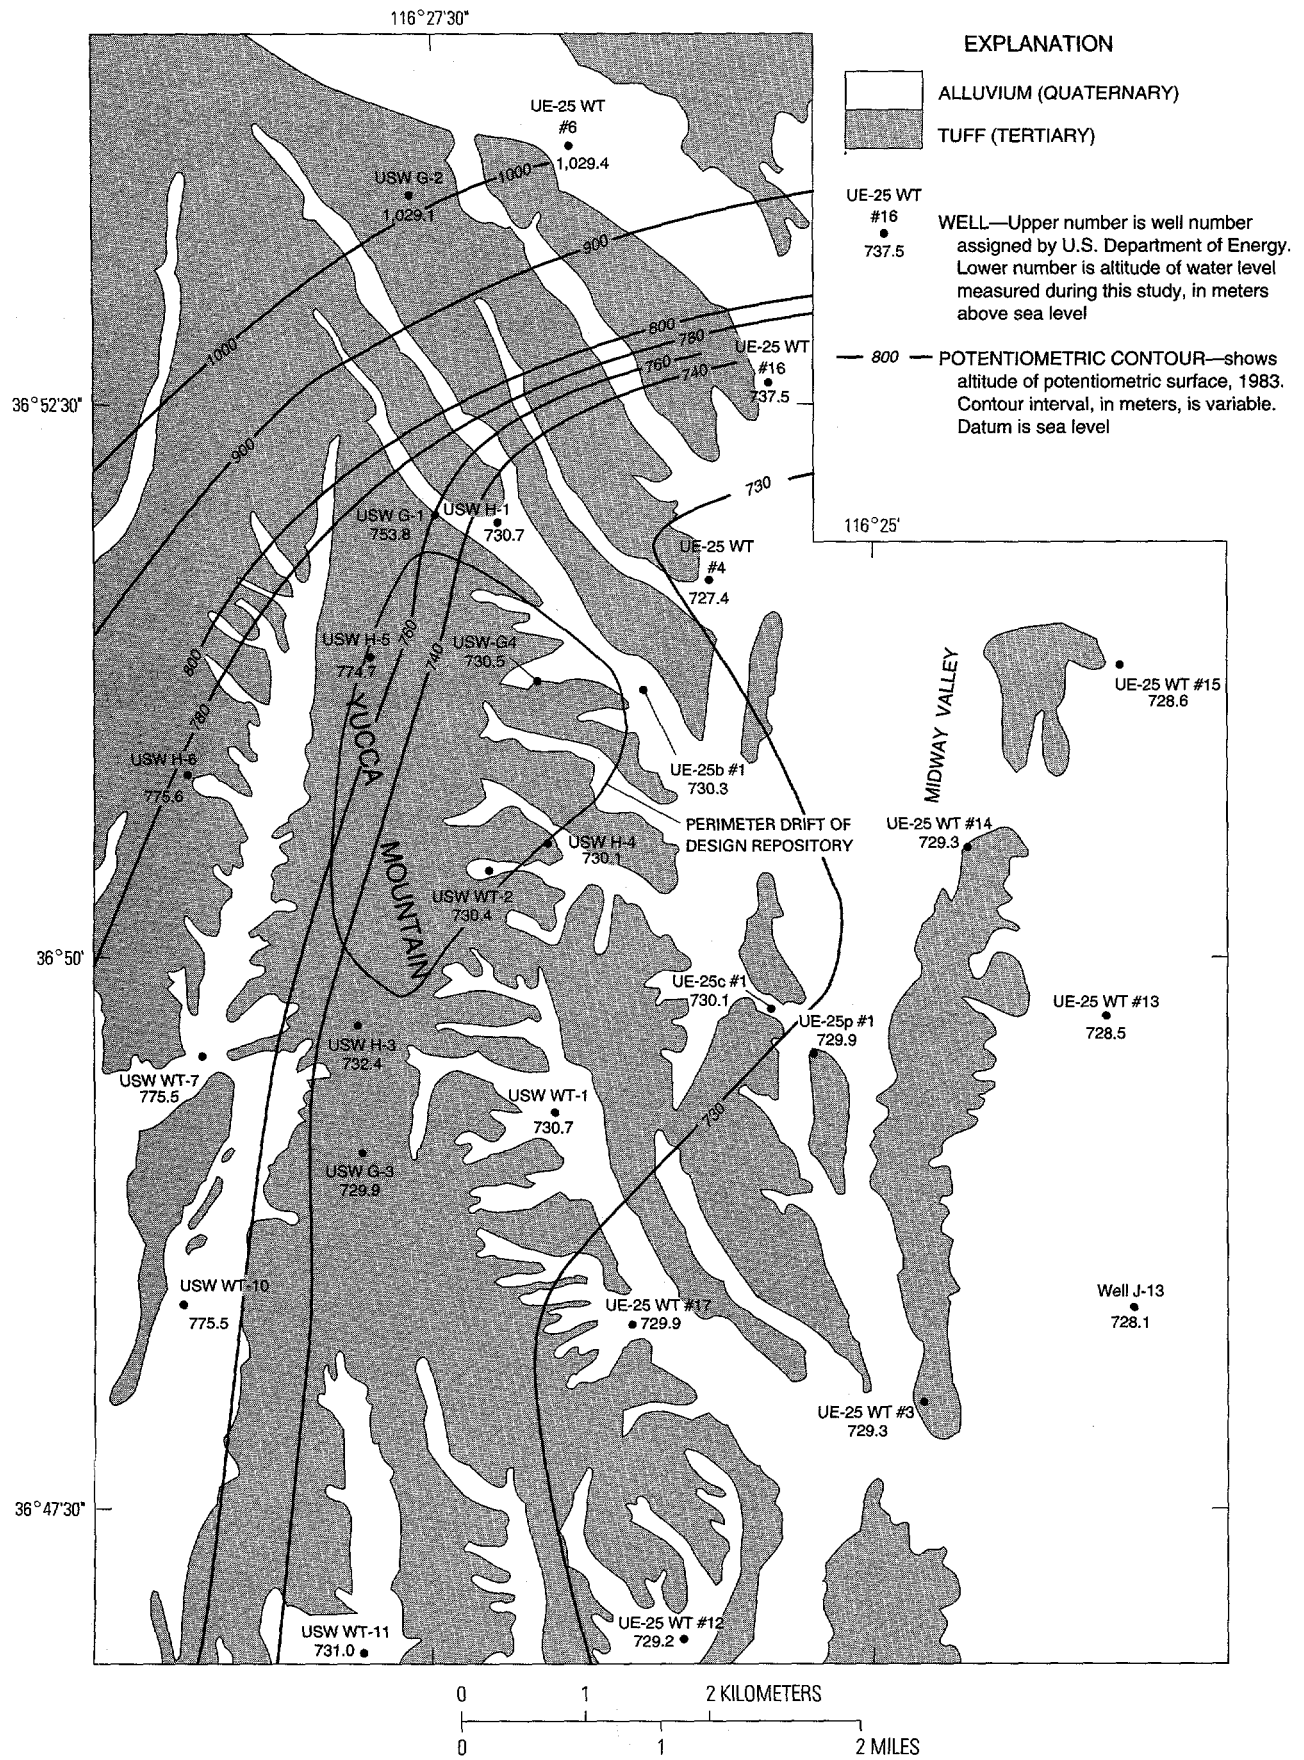 116°27'30"
EXPLANATION
ALLUVIUM (QUATERNARY)
TUFF (TERTIARY)
UE-25 WT
#16
737.5
WELL—Upper number is well number
assigned by U.S. Department of Energy.
Lower number is altitude of water level
measured during this study, in meters
above sea level
800
POTENTIOMETRIC CONTOUR—shows
altitude of potentiometric surface, 1983.
Contour interval, in meters, is variable.
Datum is sea level
UE-25 WT
#6
1,029.4
USW G-2
1,029.1
1000
900
1000
800
780
760
740
UE-25 WT
#16
737.5
36°52'30"
900
730
116°25'
USW G-1
753.8
USW H-1
730.7
UE-25 WT
#4
727.4
760
740
USW H-5
774.7
USW-G4
730.5
800
780
UE-25 WT #15
728.6
MIDWAY VALLEY
YUCCA
MOUNTAIN
USW H-6
775.6
UE-25b #1
730.3
PERIMETER DRIFT OF
DESIGN REPOSITORY
UE-25 WT #14
729.3
USW H-4
730.1
USW WT-2
730.4
36°50'
UE-25c #1
730.1
UE-25 WT #13
728.5
UE-25p #1
729.9
USW H-3
732.4
USW WT-7
775.5
USW WT-1
730.7
730
USW G-3
729.9
USW WT-10
775.5
UE-25 WT #17
729.9
Well J-13
728.1
UE-25 WT #3
729.3
36°47'30"
UE-25 WT #12
729.2
USW WT-11
731.0
0 1 2 KILOMETERS
0 1 2 MILES